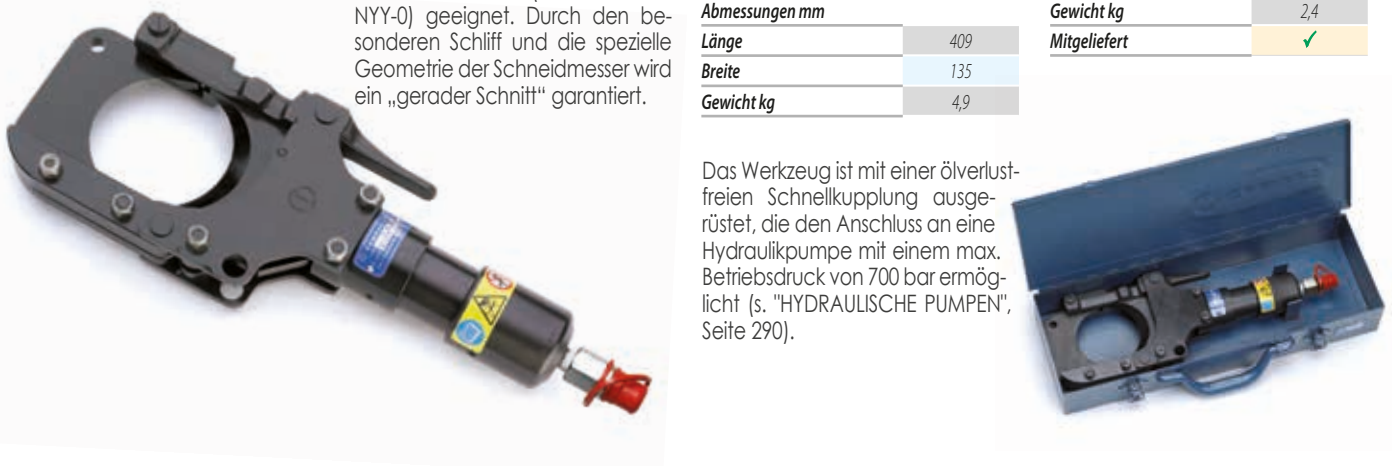 NYY-0) geeignet. Durch den be-
sonderen Schliff und die spezielle
Geometrie der Schneidmesser wird
ein „gerader Schnitt“ garantiert.
Abmessungen mm
Länge 409
Breite 135
Gewicht kg 4,9
Das Werkzeug ist mit einer ölverlust-
freien Schnellkupplung ausge-
rüstet, die den Anschluss an eine
Hydraulikpumpe mit einem max.
Betriebsdruck von 700 bar ermög-
licht (s. "HYDRAULISCHE PUMPEN",
Seite 290).
Gewicht kg 2,4
Mitgeliefert ✓